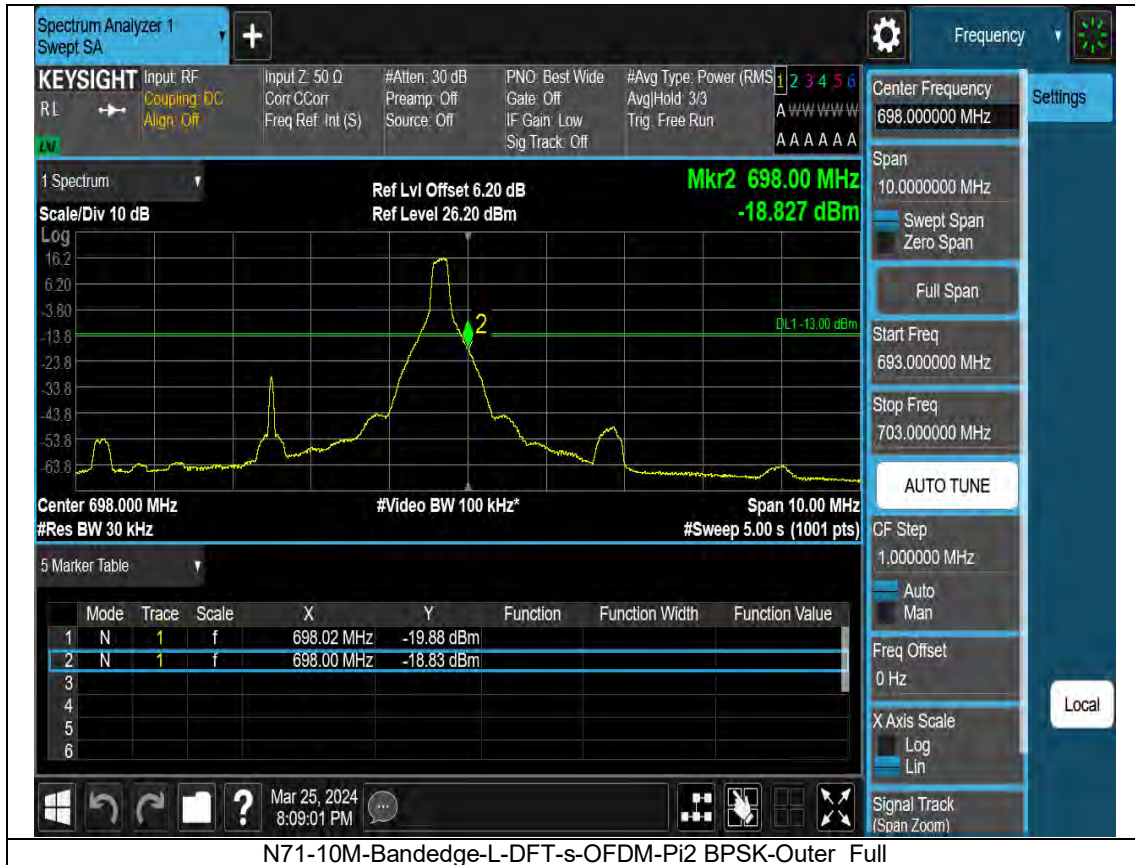 Spectrum Analyzer 1
Swept SA
Frequency
KEYSIGHT
RL
Input: RF
Coupling: DC
Align: Off
Input Z: 50 Ω
Corr CCorr
Freq Ref: Int (S)
#Atten: 30 dB
Preamp: Off
Source: Off
PNO: Best Wide
Gate: Off
IF Gain: Low
Sig Track: Off
#Avg Type: Power (RMS
Avg|Hold: 3/3
Trig: Free Run
1 2 3 4 5 6
A W W W W W
A A A A A A
1 Spectrum
Scale/Div 10 dB
Log
Ref Lvl Offset 6.20 dB
Ref Level 26.20 dBm
Mkr2 698.00 MHz
-18.827 dBm
16.2
6.20
-3.80
-13.8
-23.8
-33.8
-43.8
-53.8
-63.8
2
DL1 -13.00 dBm
Center 698.000 MHz
#Video BW 100 kHz*
Span 10.00 MHz
#Res BW 30 kHz
#Sweep 5.00 s (1001 pts)
5 Marker Table
Mode Trace Scale X Y Function Function Width Function Value
1 N 1 f 698.02 MHz -19.88 dBm
2 N 1 f 698.00 MHz -18.83 dBm
3
4
5
6
Mar 25, 2024
8:09:01 PM
Center Frequency
698.000000 MHz
Settings
Span
10.0000000 MHz
Swept Span
Zero Span
Full Span
Start Freq
693.000000 MHz
Stop Freq
703.000000 MHz
AUTO TUNE
CF Step
1.000000 MHz
Auto
Man
Freq Offset
0 Hz
X Axis Scale
Log
Lin
Local
Signal Track
(Span Zoom)
N71-10M-Bandedge-L-DFT-s-OFDM-Pi2 BPSK-Outer_Full